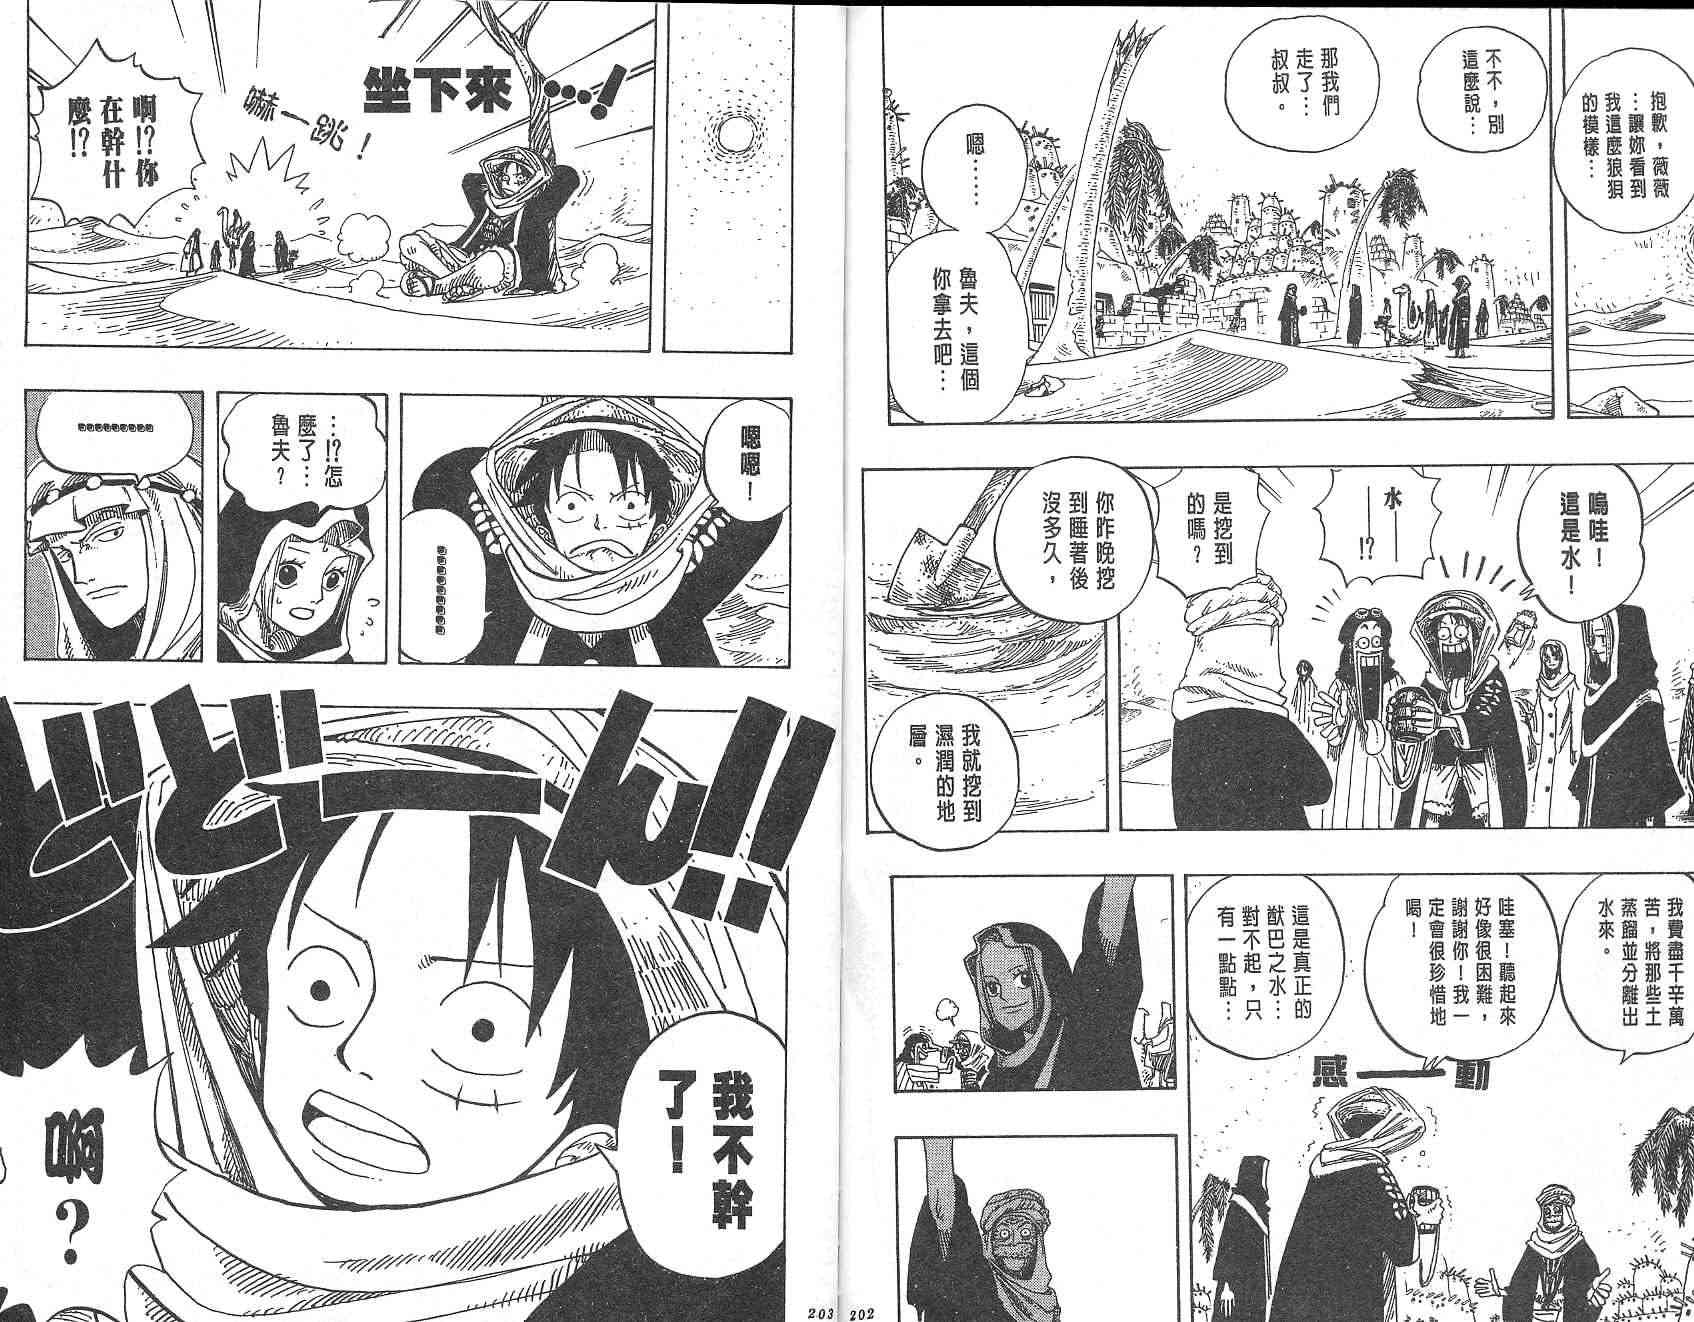 抱歉，薇薇
…讓妳看到
我這麼狼狽
的模樣…
不不，別
這麼說…
那我們
走了…
叔叔。
嗯……
魯夫，這個
你拿去吧…
嗚哇！
這是水！
──水──
!?
是挖到
的嗎？
你昨晚挖
到睡著後
沒多久，
我就挖到
濕潤的地
層。
我費盡千辛萬
苦，將那些土
蒸餾並分離出
水來。
哇塞！聽起來
好像很困難，
謝謝你！我一
定會很珍惜地
喝！
感──動
這是真正的
猷巴之水…
對不起，只
有一點點…
202
坐下來…！
嚇一跳！
啊!?你
在幹什
麼!?
嗯嗯！
…………
…!?怎
麼了…
魯夫？
…………
どどーん!!
我不幹
了！
啊？
203